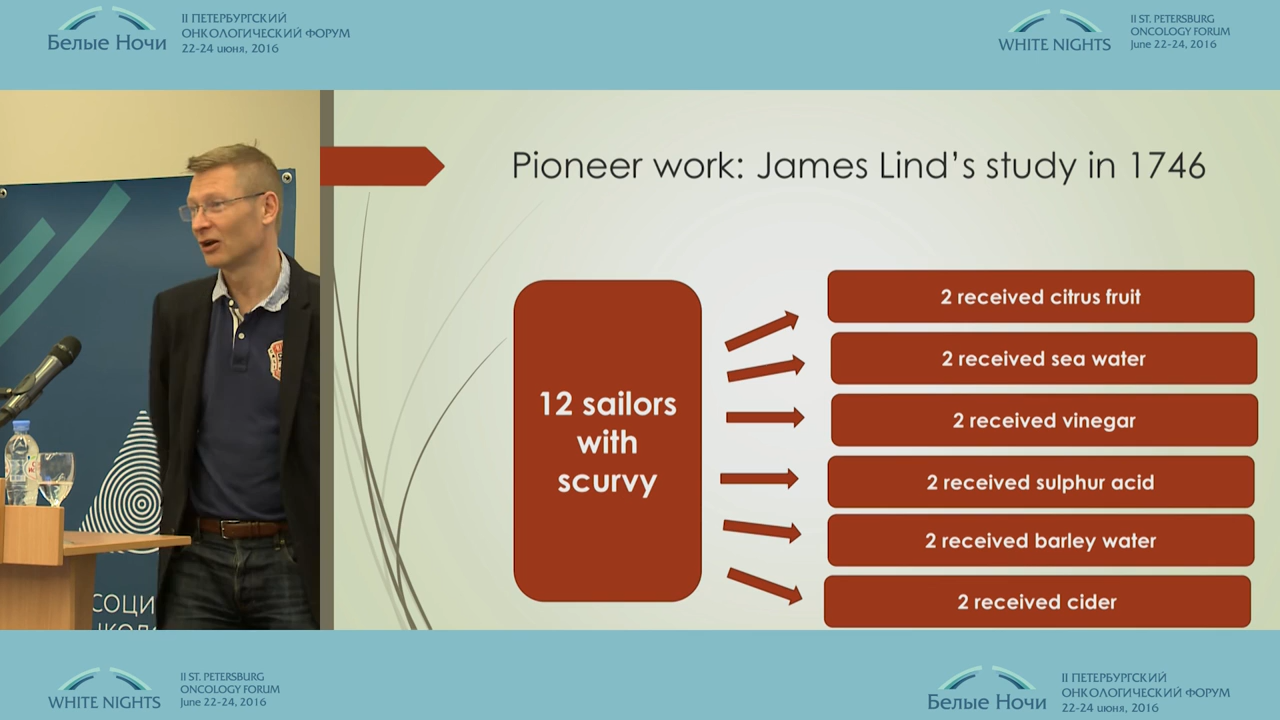 Белые Ночи
II ПЕТЕРБУРГСКИЙ
ОНКОЛОГИЧЕСКИЙ ФОРУМ
22-24 июня, 2016
WHITE NIGHTS
II ST. PETERSBURG
ONCOLOGY FORUM
June 22-24, 2016
Pioneer work: James Lind’s study in 1746
12 sailors
with
scurvy
2 received citrus fruit
2 received sea water
2 received vinegar
2 received sulphur acid
2 received barley water
2 received cider
СОЦИ
WHITE NIGHTS
II ST. PETERSBURG
ONCOLOGY FORUM
June 22-24, 2016
Белые Ночи
II ПЕТЕРБУРГСКИЙ
ОНКОЛОГИЧЕСКИЙ ФОРУМ
22-24 июня, 2016